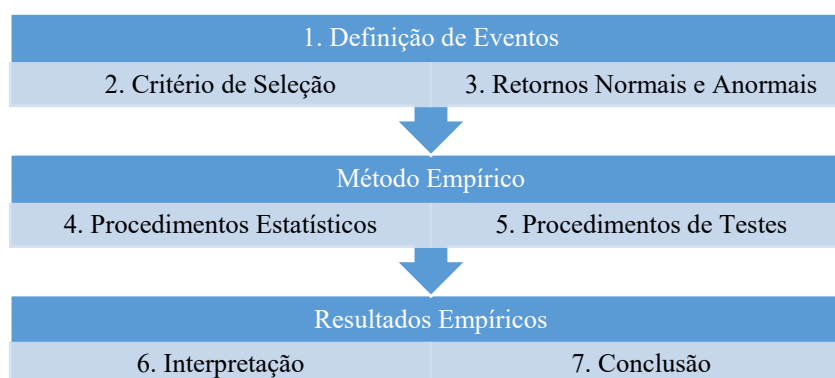 1. Definição de Eventos
2. Critério de Seleção
3. Retornos Normais e Anormais
Método Empírico
4. Procedimentos Estatísticos
5. Procedimentos de Testes
Resultados Empíricos
6. Interpretação
7. Conclusão